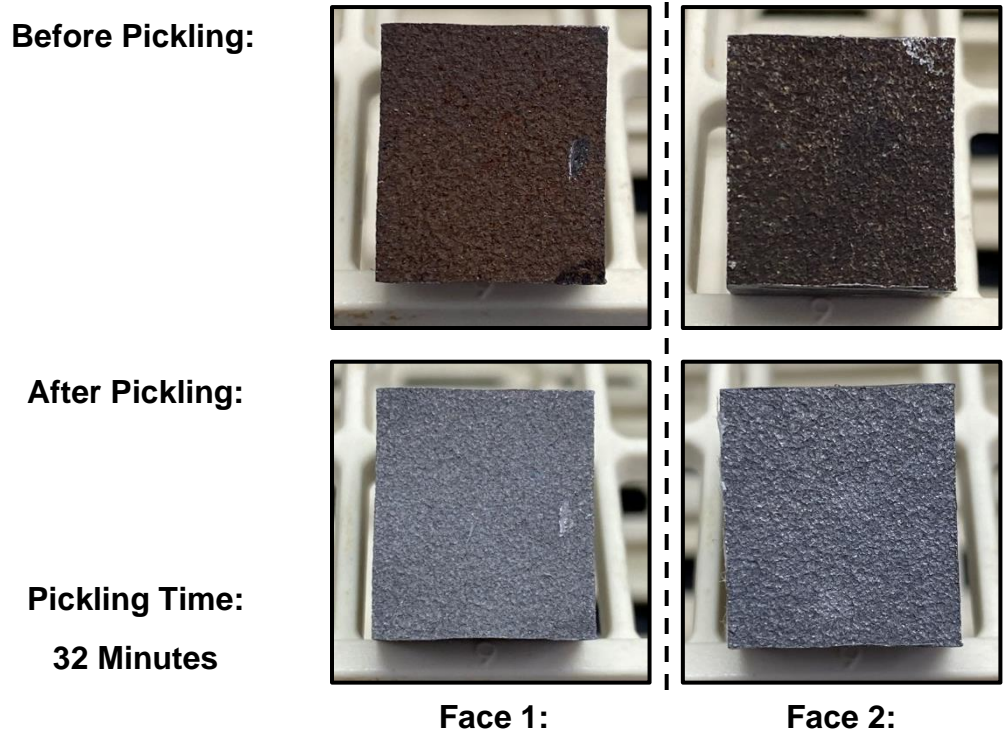 Before Pickling:
After Pickling:
Pickling Time:
32 Minutes
Face 1:
Face 2: